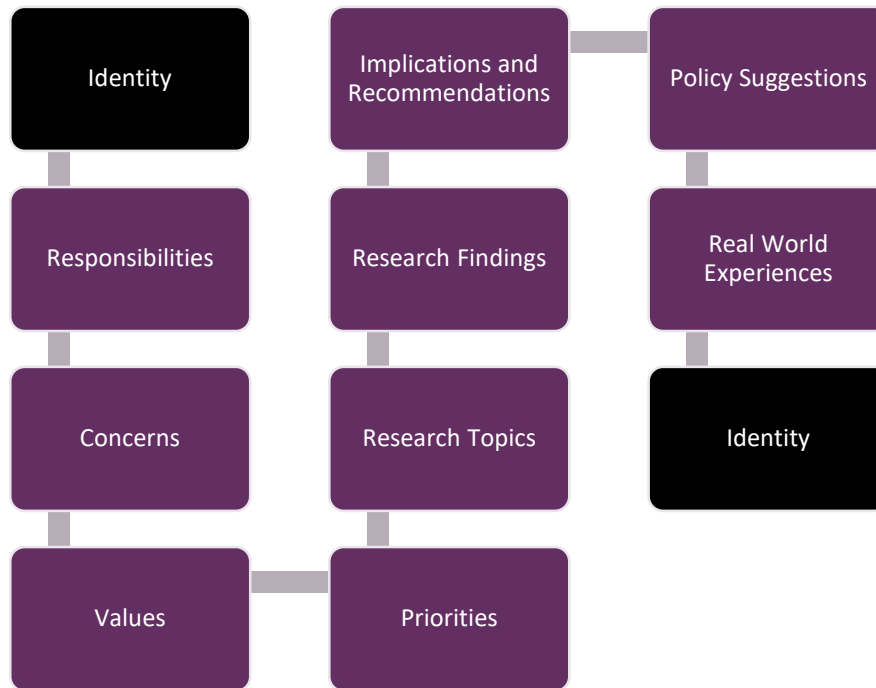 Identity
Responsibilities
Concerns
Values
Priorities
Research Topics
Research Findings
Implications and
Recommendations
Policy Suggestions
Real World
Experiences
Identity